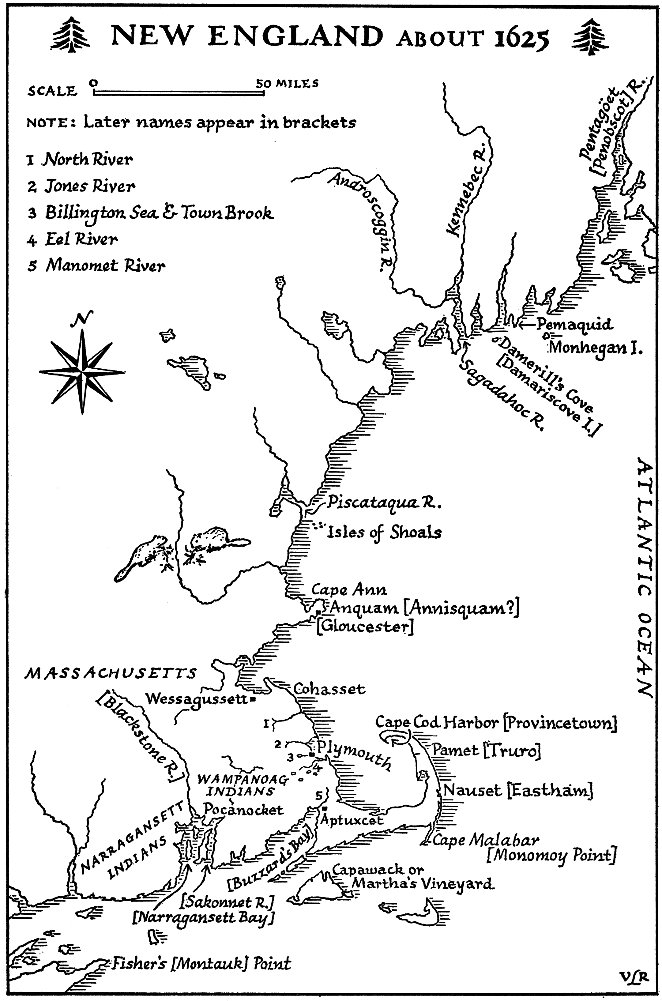 NEW ENGLAND ABOUT 1625
SCALE 0 50 MILES
NOTE: Later names appear in brackets
1 North River
2 Jones River
3 Billington Sea & Town Brook
4 Eel River
5 Manomet River
N
Pentagöet
[Penobscot] R.
Kennebec R.
Androscoggin R.
Pemaquid
Monhegan I.
Damerill's Cove
[Damariscove I.]
Sagadahoc R.
ATLANTIC OCEAN
Piscataqua R.
Isles of Shoals
Cape Ann
Anquam [Annisquam?]
[Gloucester]
MASSACHUSETTS
Wessagussett
Cohasset
[Blackstone R.]
1
2
3
4
Plymouth
Cape Cod Harbor [Provincetown]
Pamet [Truro]
WAMPANOAG
INDIANS
Nauset [Eastham]
5
Pocanocket
Aptuxcet
NARRAGANSETT
INDIANS
Cape Malabar
[Monomoy Point]
[Buzzard's Bay]
Capawack or
Martha's Vineyard
[Sakonnet R.]
[Narragansett Bay]
Fisher's [Montauk] Point
VLR